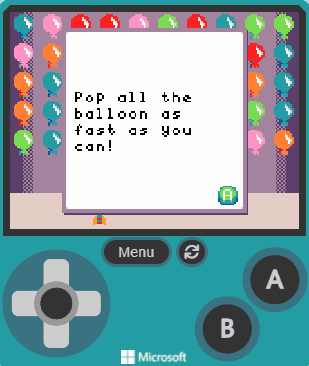 Pop all the
balloon as
fast as you
can!
A
Menu
A
B
Microsoft